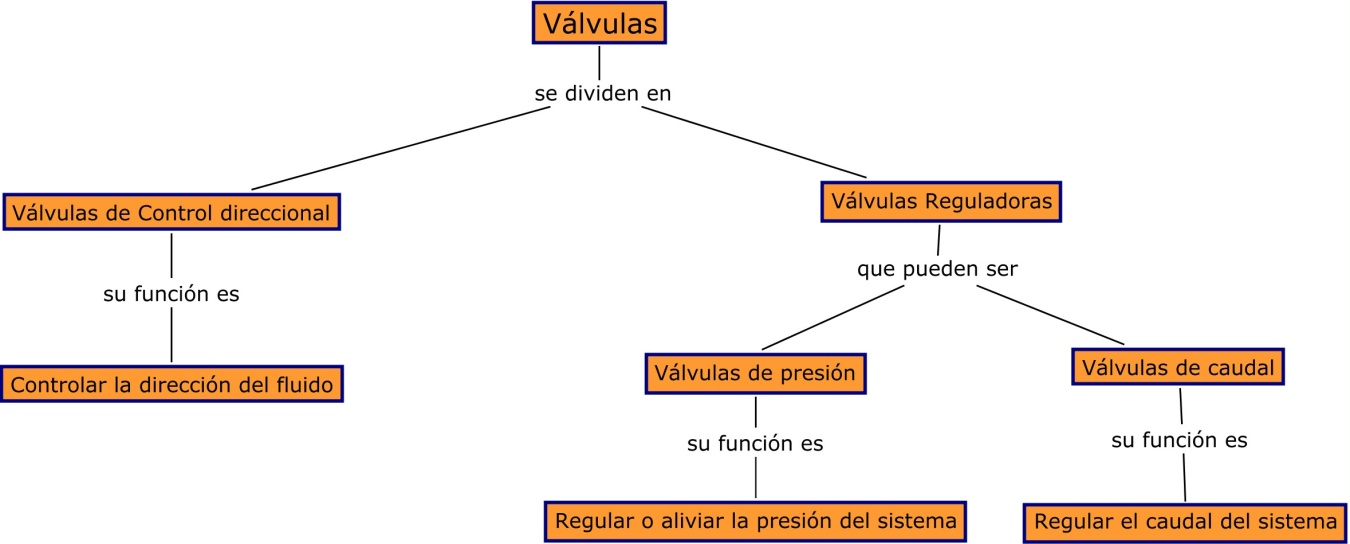 Válvulas
se dividen en
Válvulas de Control direccional
Válvulas Reguladoras
su función es
que pueden ser
Controlar la dirección del fluido
Válvulas de presión
Válvulas de caudal
su función es
su función es
Regular o aliviar la presión del sistema
Regular el caudal del sistema